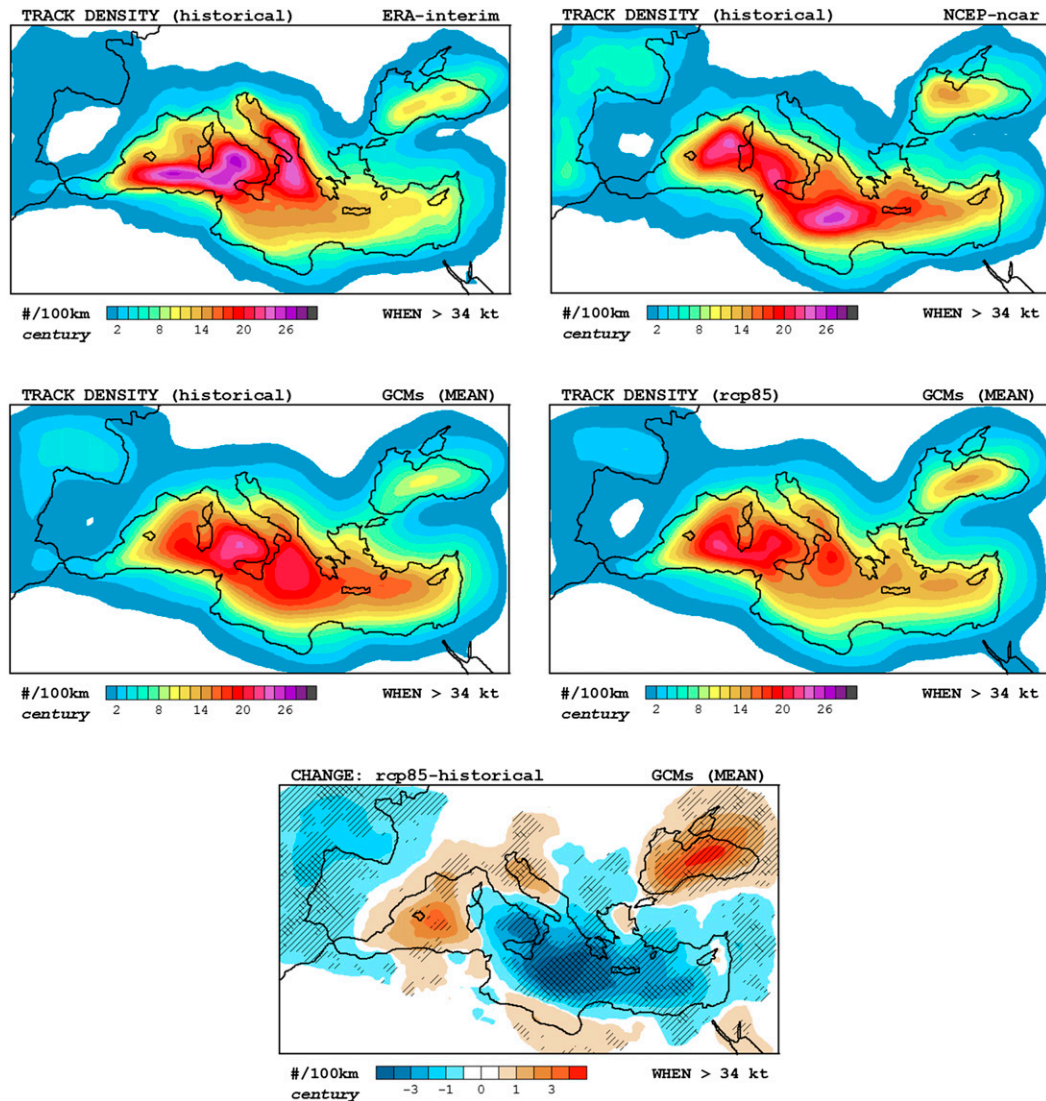 TRACK DENSITY (historical) ERA-interim
TRACK DENSITY (historical) NCEP-ncar
#/100km century 2 8 14 20 26 WHEN > 34 kt
#/100km century 2 8 14 20 26 WHEN > 34 kt
TRACK DENSITY (historical) GCMs (MEAN)
TRACK DENSITY (rcp85) GCMs (MEAN)
#/100km century 2 8 14 20 26 WHEN > 34 kt
#/100km century 2 8 14 20 26 WHEN > 34 kt
CHANGE: rcp85-historical GCMs (MEAN)
#/100km century −3 −1 0 1 3 WHEN > 34 kt